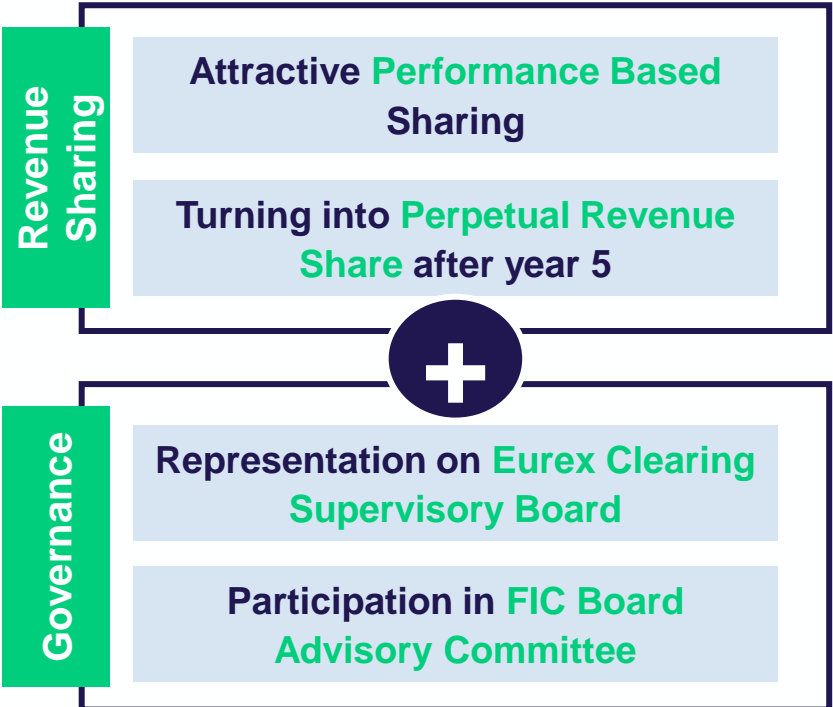 Revenue
Sharing
Attractive Performance Based
Sharing
Turning into Perpetual Revenue
Share after year 5
+
Governance
Representation on Eurex Clearing
Supervisory Board
Participation in FIC Board
Advisory Committee